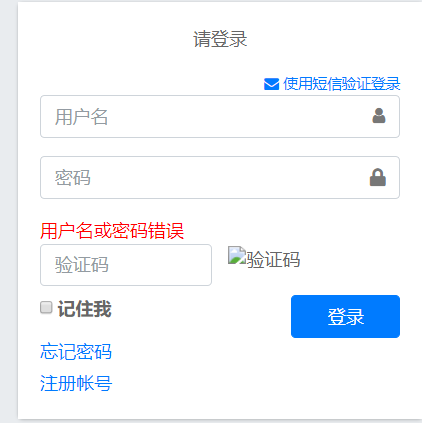 请登录
使用短信验证登录
用户名
密码
用户名或密码错误
验证码 验证码
记住我 登录
忘记密码
注册帐号